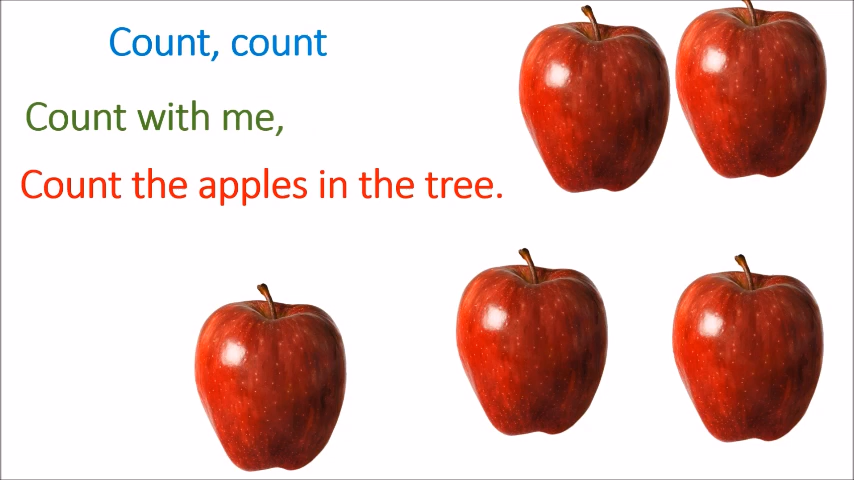 Count, count
Count with me,
Count the apples in the tree.